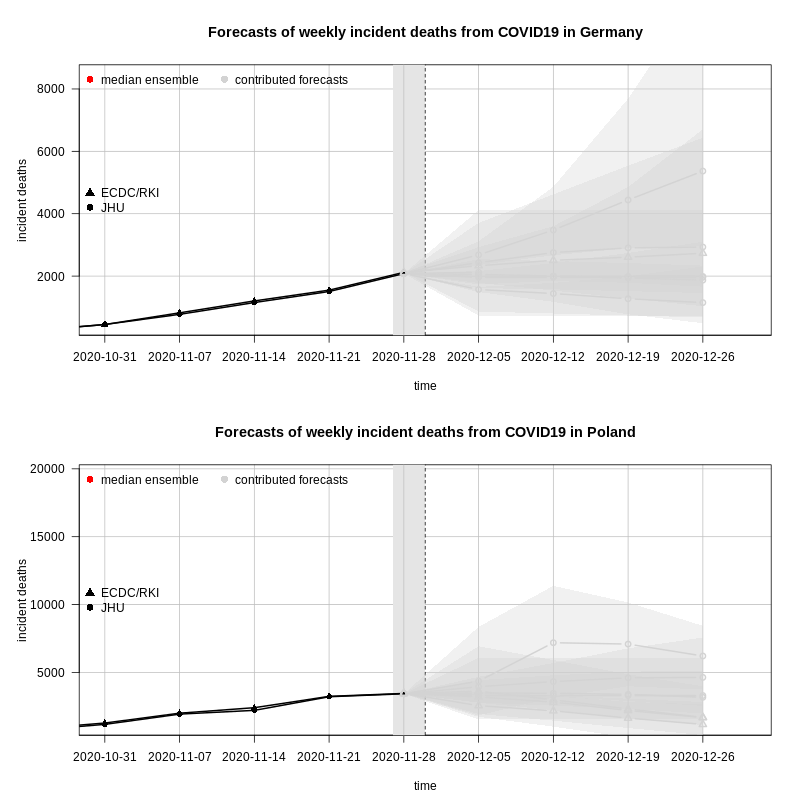 Forecasts of weekly incident deaths from COVID19 in Germany
median ensemble contributed forecasts
8000
6000
ECDC/RKI
JHU
4000
2000
incident deaths
2020-10-31 2020-11-07 2020-11-14 2020-11-21 2020-11-28 2020-12-05 2020-12-12 2020-12-19 2020-12-26
time
Forecasts of weekly incident deaths from COVID19 in Poland
20000
median ensemble contributed forecasts
15000
10000
ECDC/RKI
JHU
5000
incident deaths
2020-10-31 2020-11-07 2020-11-14 2020-11-21 2020-11-28 2020-12-05 2020-12-12 2020-12-19 2020-12-26
time